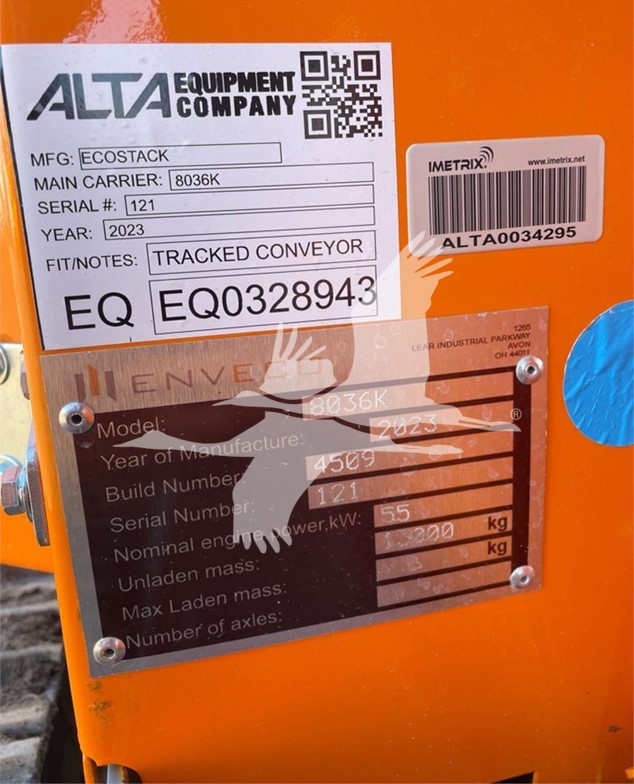 ALTA EQUIPMENT COMPANY
MFG: ECOSTACK
MAIN CARRIER: 8036K
SERIAL #: 121
YEAR: 2023
FIT/NOTES: TRACKED CONVEYOR
EQ EQ0328943
IMETRIX www.imetrix.net
ALTA0034295
1265
LEAR INDUSTRIAL PARKWAY
AVON
OH 44011
ENVECO
Model: 8036K
Year of Manufacture: 2023
Build Number: 4509
Serial Number: 121
Nominal engine power,kW: 55
Unladen mass: 13000 kg
Max Laden mass: kg
Number of axles:
®